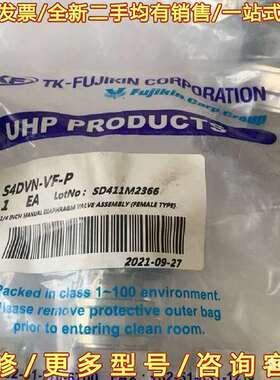 发票/全新二手均有销售/一站式
TK-FUJIKIN CORPORATION
Fujikin Corp Group
UHP PRODUCTS
S4DVN-VF-P
1 EA LotNo: SD411M2366
1/4 INCH MANUAL DIAPHRAGM VALVE ASSEMBLY (FEMALE TYPE)
2021-09-27
Packed in class 1~100 environment.
Please remove protective outer bag
prior to entering clean room.
修/更多型号/咨询客